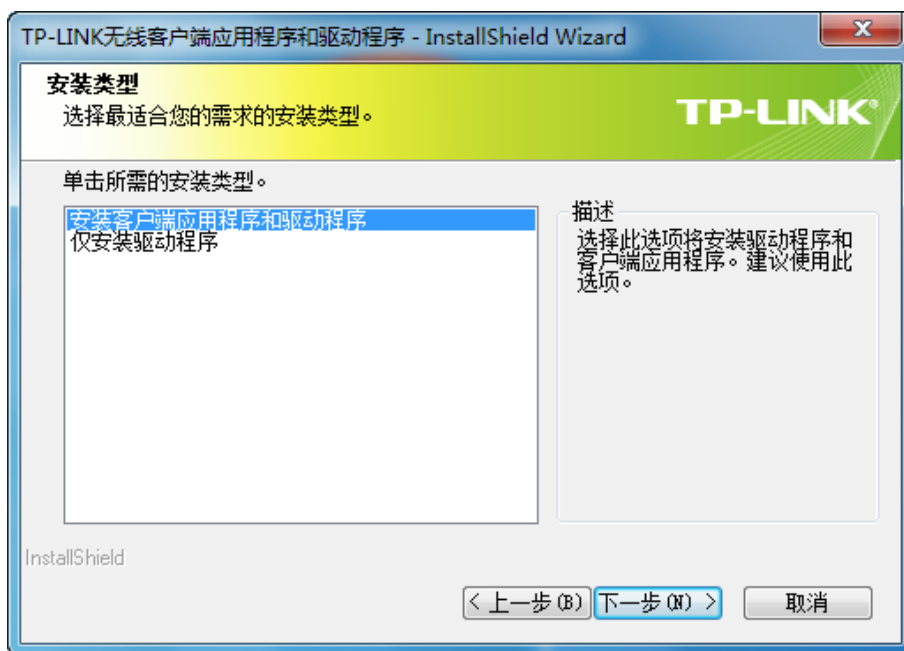 TP-LINK无线客户端应用程序和驱动程序 - InstallShield Wizard
X
安装类型
选择最适合您的需求的安装类型。
TP-LINK®
单击所需的安装类型。
安装客户端应用程序和驱动程序
仅安装驱动程序
描述
选择此选项将安装驱动程序和
客户端应用程序。建议使用此
选项。
InstallShield
< 上一步(B)
下一步(N) >
取消